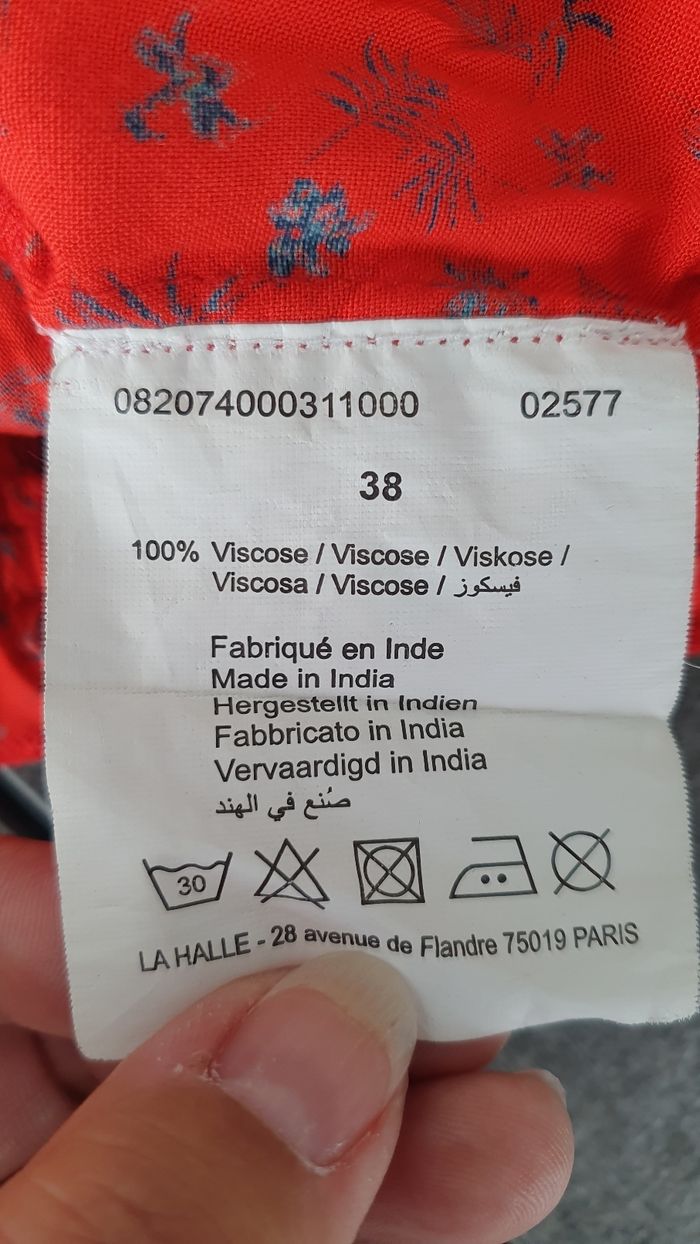 082074000311000 02577
38
100% Viscose / Viscose / Viskose /
Viscosa / Viscose / فيسكوز
Fabriqué en Inde
Made in India
Hergestellt in Indien
Fabbricato in India
Vervaardigd in India
صُنع في الهند
30
LA HALLE - 28 avenue de Flandre 75019 PARIS